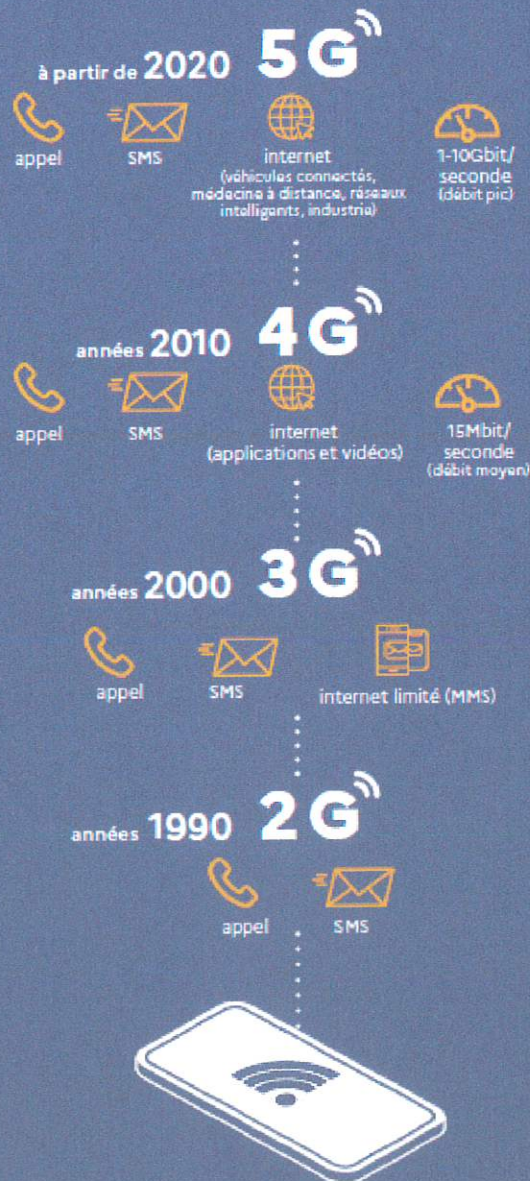 à partir de 2020 5G
appel SMS internet 1-10Gbit/
(véhicules connectés, seconde
médecine à distance, réseaux (débit pic)
intelligents, industrie)
années 2010 4G
appel SMS internet 15Mbit/
(applications et vidéos) seconde
(débit moyen)
années 2000 3G
appel SMS internet limité (MMS)
années 1990 2G
appel SMS